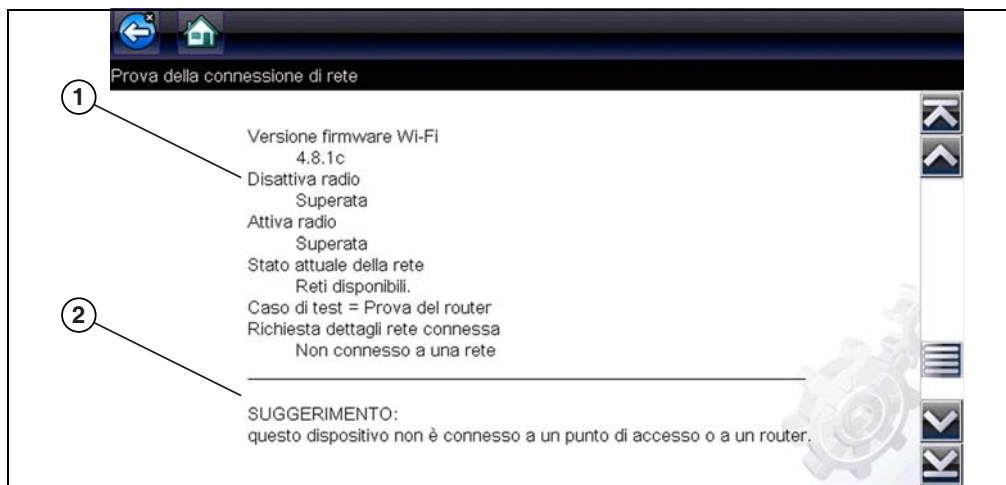 Prova della connessione di rete
1
Versione firmware Wi-Fi
4.8.1c
Disattiva radio
Superata
Attiva radio
Superata
Stato attuale della rete
Reti disponibili.
2
Caso di test = Prova del router
Richiesta dettagli rete connessa
Non connesso a una rete
SUGGERIMENTO:
questo dispositivo non è connesso a un punto di accesso o a un router.